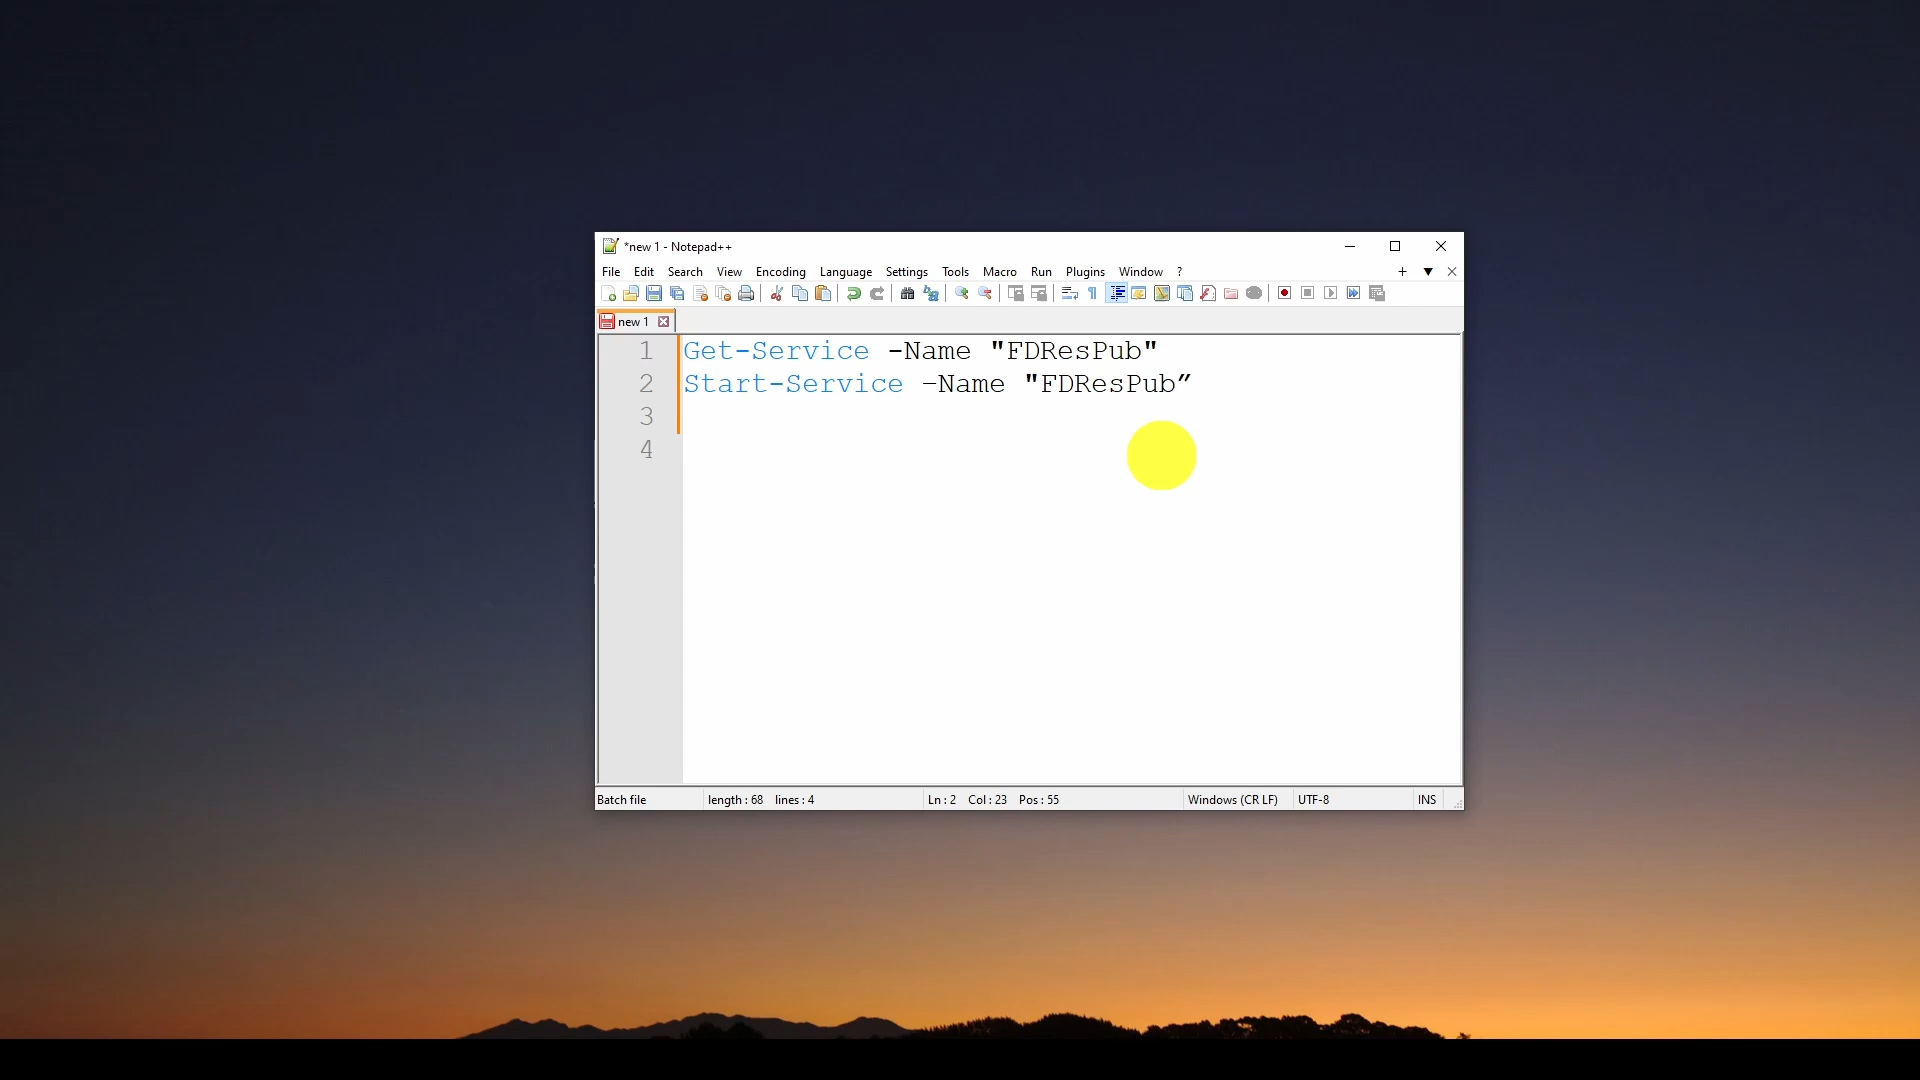 *new 1 - Notepad++
File Edit Search View Encoding Language Settings Tools Macro Run Plugins Window ?
new 1
1 Get-Service -Name "FDResPub"
2 Start-Service –Name "FDResPub”
3
4
Batch file length : 68 lines : 4 Ln : 2 Col : 23 Pos : 55 Windows (CR LF) UTF-8 INS